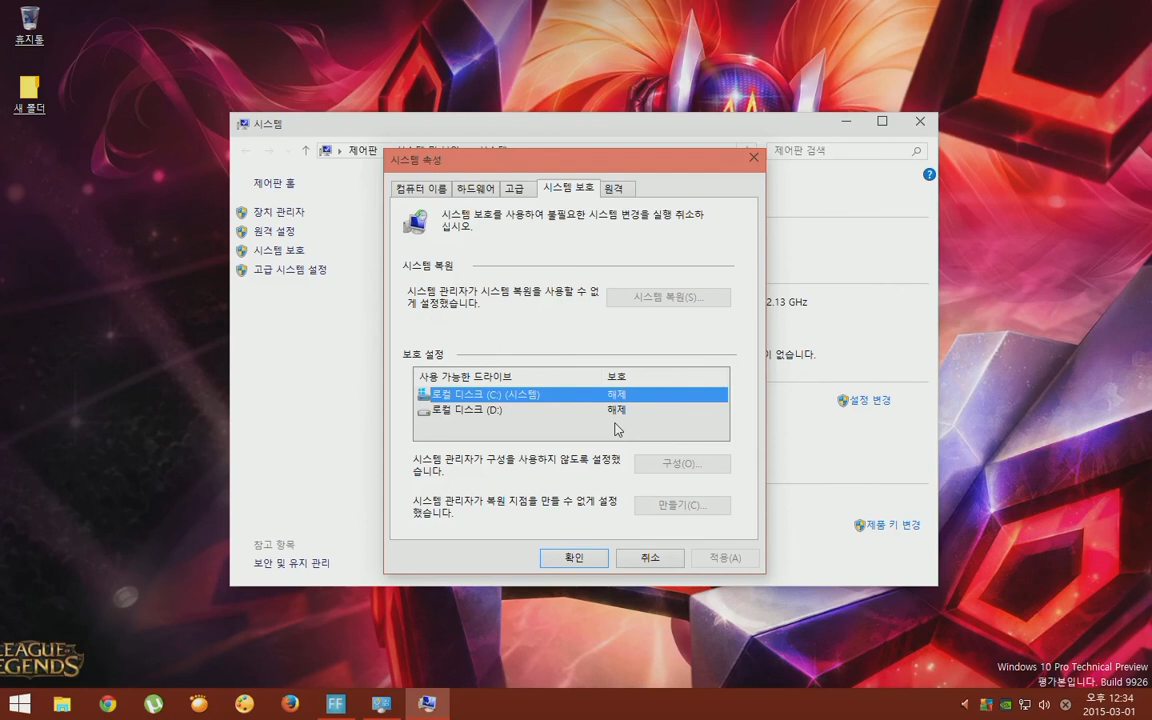 휴지통
새 폴더
시스템
제어판
제어판 검색
시스템 속성
컴퓨터 이름
하드웨어
고급
시스템 보호
원격
제어판 홈
장치 관리자
원격 설정
시스템 보호
고급 시스템 설정
시스템 보호를 사용하여 불필요한 시스템 변경을 실행 취소하
십시오.
시스템 복원
시스템 관리자가 시스템 복원을 사용할 수 없
게 설정했습니다.
시스템 복원(S)...
2.13 GHz
보호 설정
이 없습니다.
사용 가능한 드라이브
보호
로컬 디스크 (C:) (시스템)
해제
로컬 디스크 (D:)
해제
설정 변경
시스템 관리자가 구성을 사용하지 않도록 설정했
습니다.
구성(O)...
시스템 관리자가 복원 지점을 만들 수 없게 설정
했습니다.
만들기(C)...
제품 키 변경
참고 항목
보안 및 유지 관리
확인
취소
적용(A)
LEAGUE
LEGENDS
Windows 10 Pro Technical Preview
평가본입니다. Build 9926
FF
오후 12:34
2015-03-01